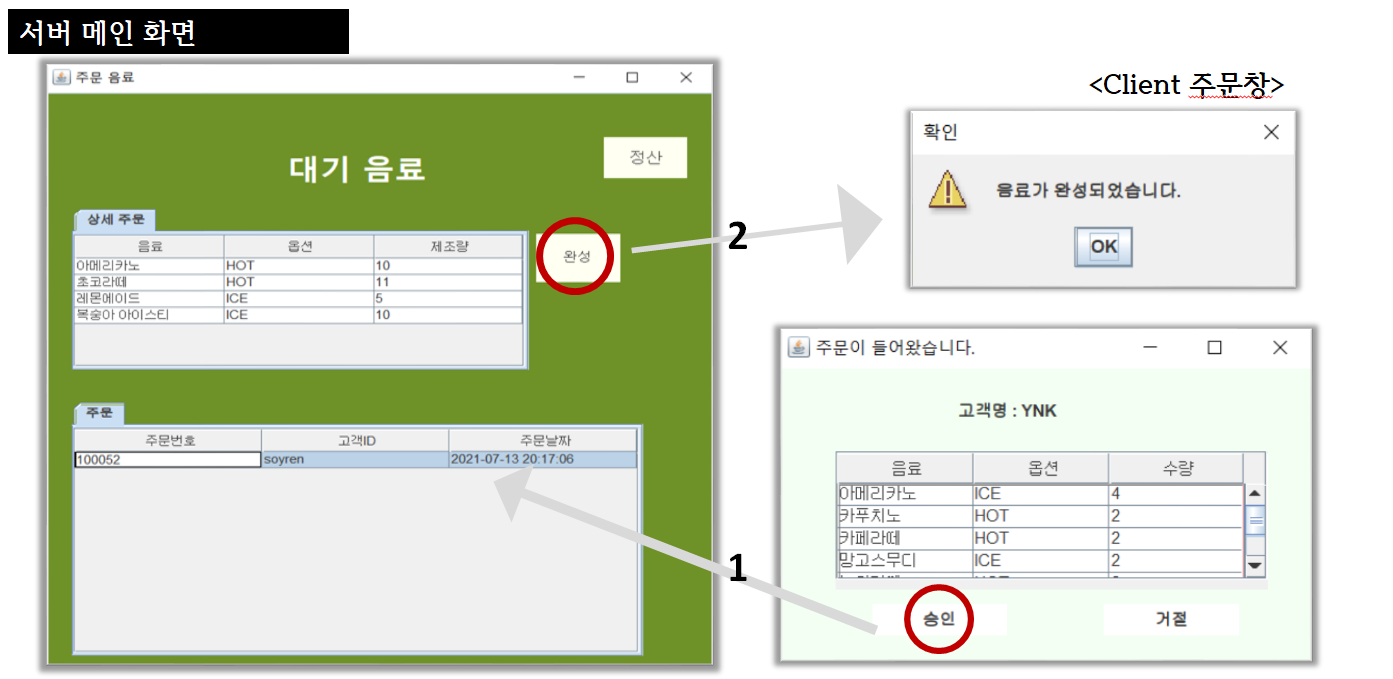 서버 메인 화면
주문 음료
대기 음료
정산
상세 주문
음료 옵션 제조량
아메리카노 HOT 10
초코라떼 HOT 11
레몬에이드 ICE 5
복숭아 아이스티 ICE 10
완성
주문
주문번호 고객ID 주문날짜
100052 soyren 2021-07-13 20:17:06
2
<Client 주문창>
확인
음료가 완성되었습니다.
OK
1
주문이 들어왔습니다.
고객명 : YNK
음료 옵션 수량
아메리카노 ICE 4
카푸치노 HOT 2
카페라떼 HOT 2
망고스무디 ICE 2
승인 거절